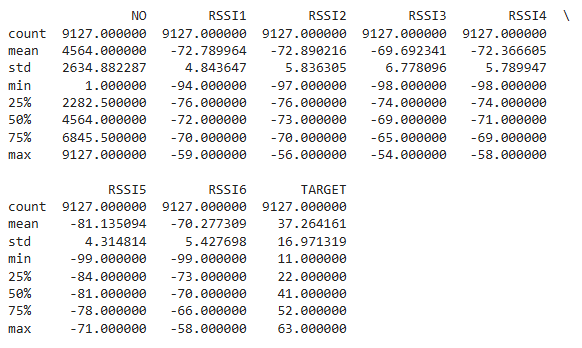 NO RSSI1 RSSI2 RSSI3 RSSI4 \
count 9127.000000 9127.000000 9127.000000 9127.000000 9127.000000
mean 4564.000000 -72.789964 -72.890216 -69.692341 -72.366605
std 2634.882287 4.843647 5.836305 6.778096 5.789947
min 1.000000 -94.000000 -97.000000 -98.000000 -98.000000
25% 2282.500000 -76.000000 -76.000000 -74.000000 -74.000000
50% 4564.000000 -72.000000 -73.000000 -69.000000 -71.000000
75% 6845.500000 -70.000000 -70.000000 -65.000000 -69.000000
max 9127.000000 -59.000000 -56.000000 -54.000000 -58.000000
RSSI5 RSSI6 TARGET
count 9127.000000 9127.000000 9127.000000
mean -81.135094 -70.277309 37.264161
std 4.314814 5.427698 16.971319
min -99.000000 -99.000000 11.000000
25% -84.000000 -73.000000 22.000000
50% -81.000000 -70.000000 41.000000
75% -78.000000 -66.000000 52.000000
max -71.000000 -58.000000 63.000000